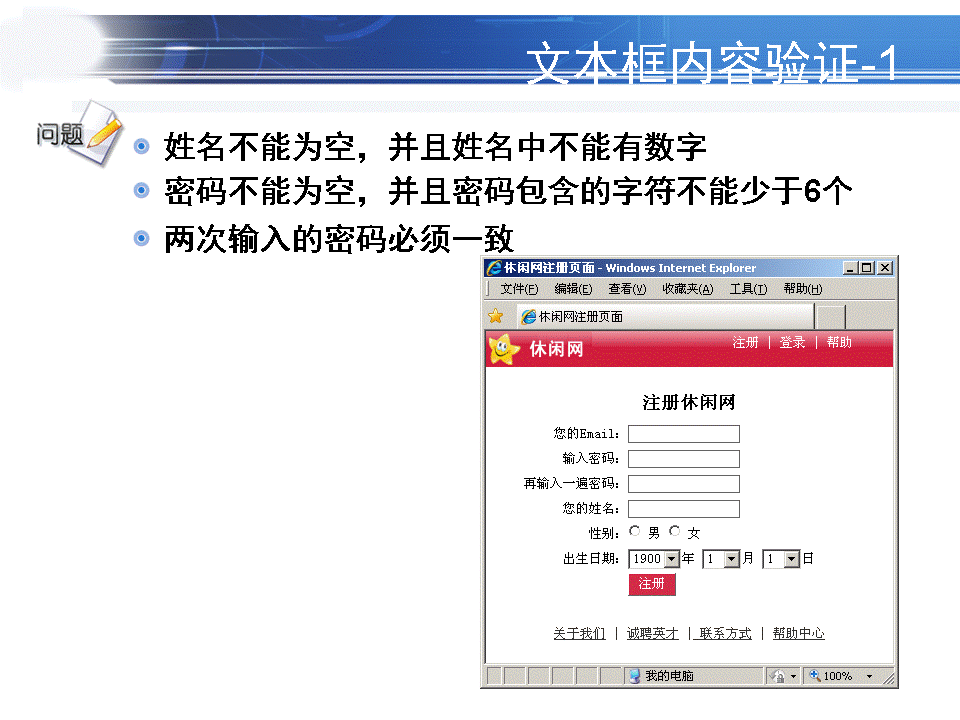 文本框内容验证-1
问题
姓名不能为空，并且姓名中不能有数字
密码不能为空，并且密码包含的字符不能少于6个
两次输入的密码必须一致
休闲网注册页面 - Windows Internet Explorer
文件(F) 编辑(E) 查看(V) 收藏夹(A) 工具(T) 帮助(H)
休闲网注册页面
休闲网 注册 | 登录 | 帮助
注册休闲网
您的Email：
输入密码：
再输入一遍密码：
您的姓名：
性别： 男 女
出生日期： 1900 年 1 月 1 日
注册
关于我们 | 诚聘英才 | 联系方式 | 帮助中心
我的电脑 100%